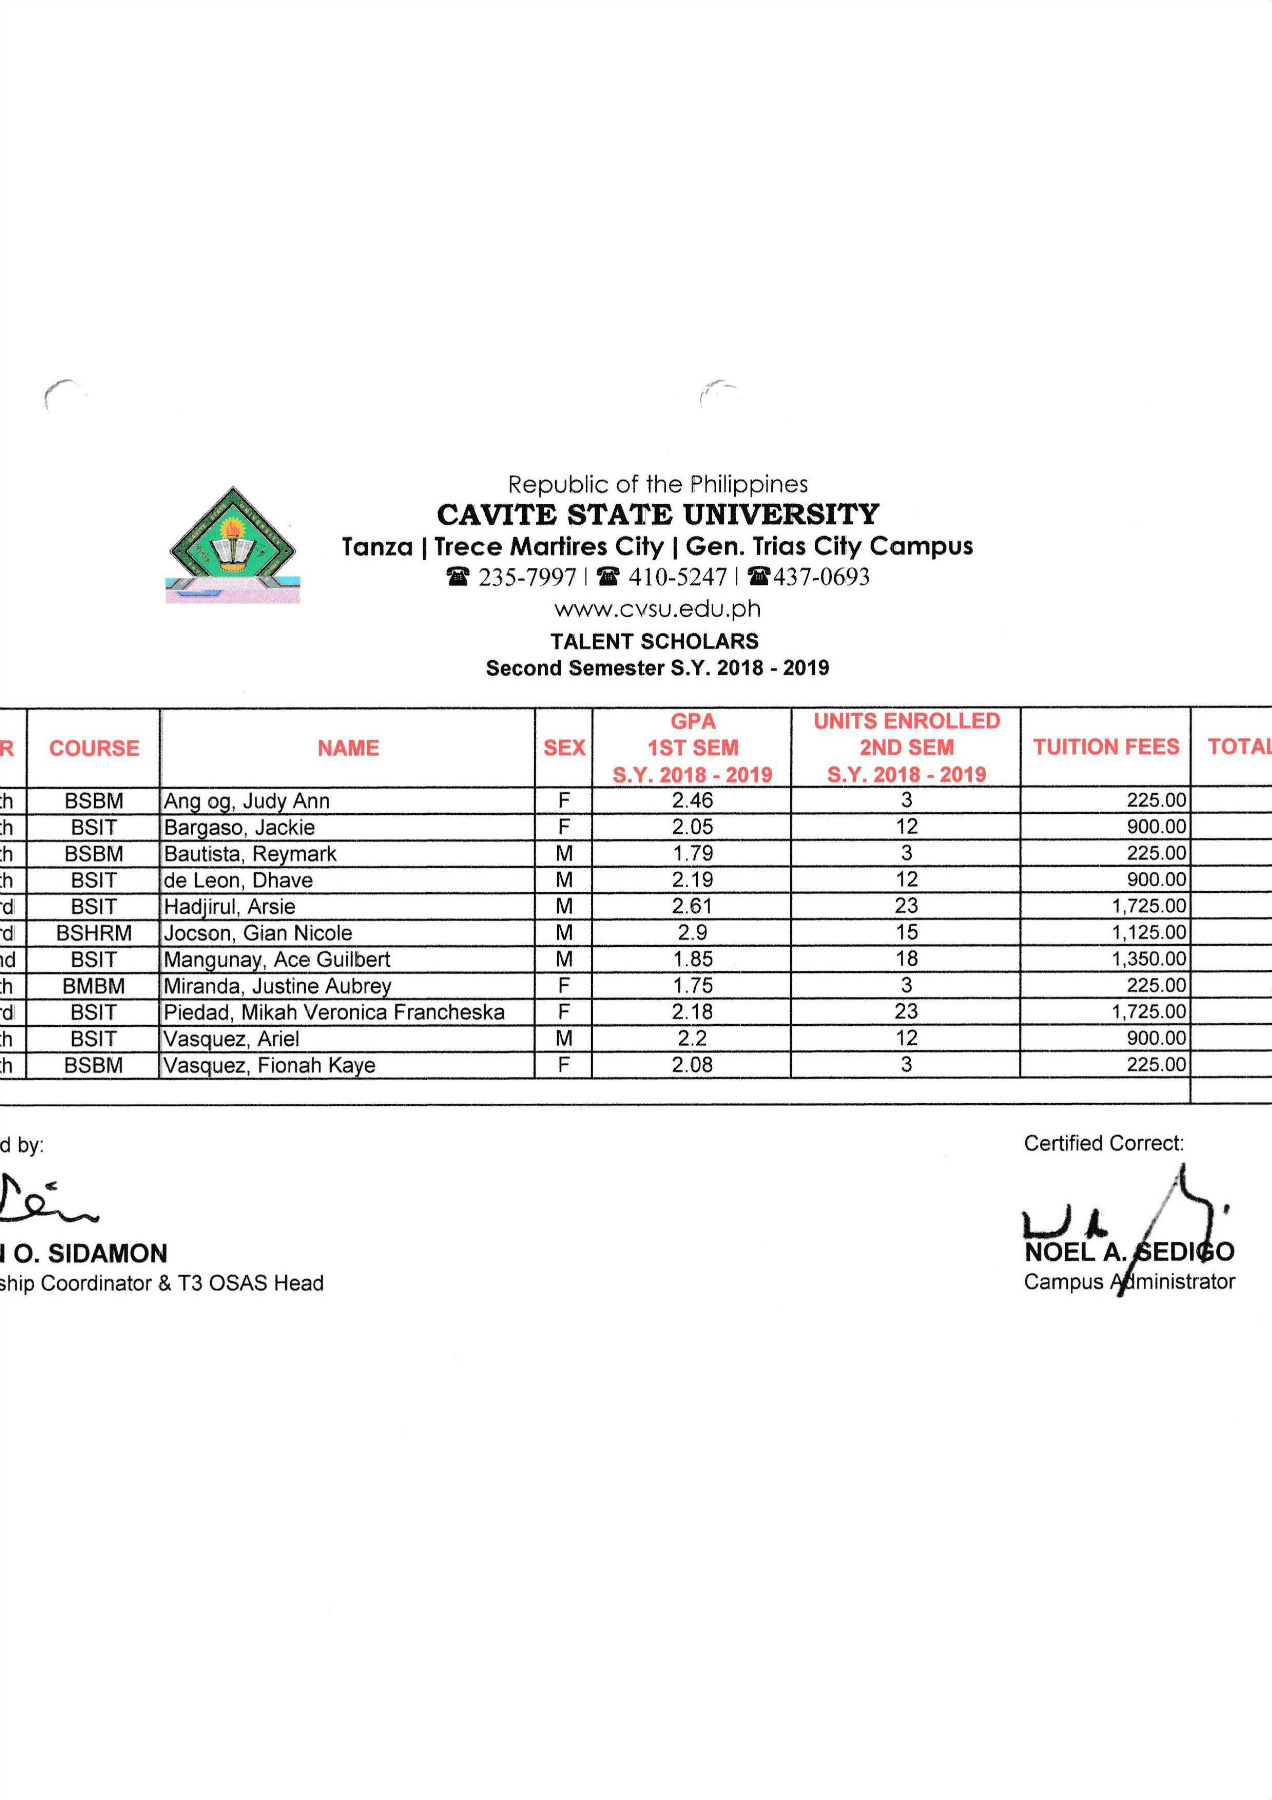 Republic of the Philippines
CAVITE STATE UNIVERSITY
Tanza | Trece Martires City | Gen. Trias City Campus
☎ 235-7997 | ☎ 410-5247 | ☎437-0693
www.cvsu.edu.ph
TALENT SCHOLARS
Second Semester S.Y. 2018 - 2019
R COURSE NAME SEX GPA 1ST SEM S.Y. 2018 - 2019 UNITS ENROLLED 2ND SEM S.Y. 2018 - 2019 TUITION FEES TOTAL
th BSBM Ang og, Judy Ann F 2.46 3 225.00
th BSIT Bargaso, Jackie F 2.05 12 900.00
th BSBM Bautista, Reymark M 1.79 3 225.00
th BSIT de Leon, Dhave M 2.19 12 900.00
rd BSIT Hadjirul, Arsie M 2.61 23 1,725.00
rd BSHRM Jocson, Gian Nicole M 2.9 15 1,125.00
nd BSIT Mangunay, Ace Guilbert M 1.85 18 1,350.00
th BMBM Miranda, Justine Aubrey F 1.75 3 225.00
rd BSIT Piedad, Mikah Veronica Francheska F 2.18 23 1,725.00
th BSIT Vasquez, Ariel M 2.2 12 900.00
th BSBM Vasquez, Fionah Kaye F 2.08 3 225.00
d by: Certified Correct:
O. SIDAMON NOEL A. SEDIGO
ship Coordinator & T3 OSAS Head Campus Administrator